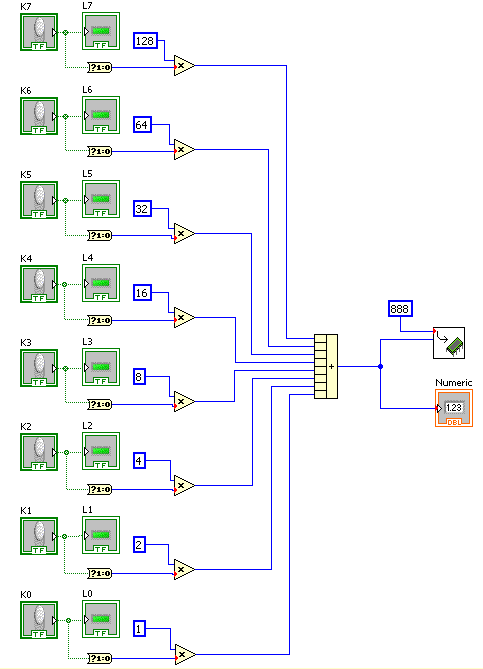 K7 L7
TF TF
128
?1:0
×
K6 L6
TF TF
64
?1:0
×
K5 L5
TF TF
32
?1:0
×
K4 L4
TF TF
16
?1:0
×
888
+
K3 L3
TF TF
8
?1:0
×
Numeric
1.23
DBL
K2 L2
TF TF
4
?1:0
×
K1 L1
TF TF
2
?1:0
×
K0 L0
TF TF
1
?1:0
×